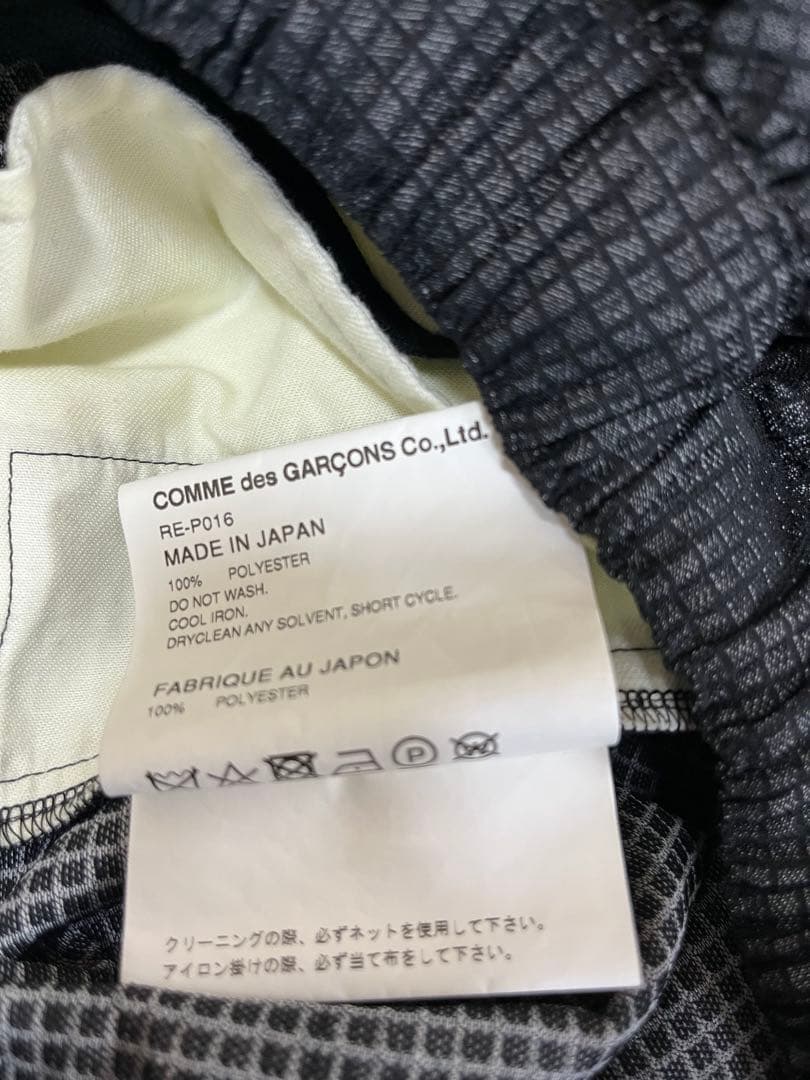 COMME des GARÇONS Co.,Ltd.
RE-P016
MADE IN JAPAN
100% POLYESTER
DO NOT WASH.
COOL IRON.
DRYCLEAN ANY SOLVENT, SHORT CYCLE.
FABRIQUE AU JAPON
100% POLYESTER
P W
クリーニングの際、必ずネットを使用して下さい。
アイロン掛けの際、必ず当て布をして下さい。